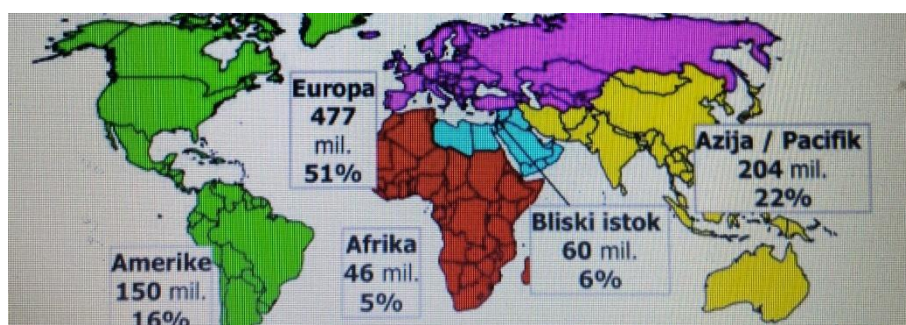 Europa
477
mil.
51%
Azija / Pacifik
204 mil.
22%
Bliski istok
60 mil.
6%
Afrika
46 mil.
5%
Amerike
150 mil.
16%